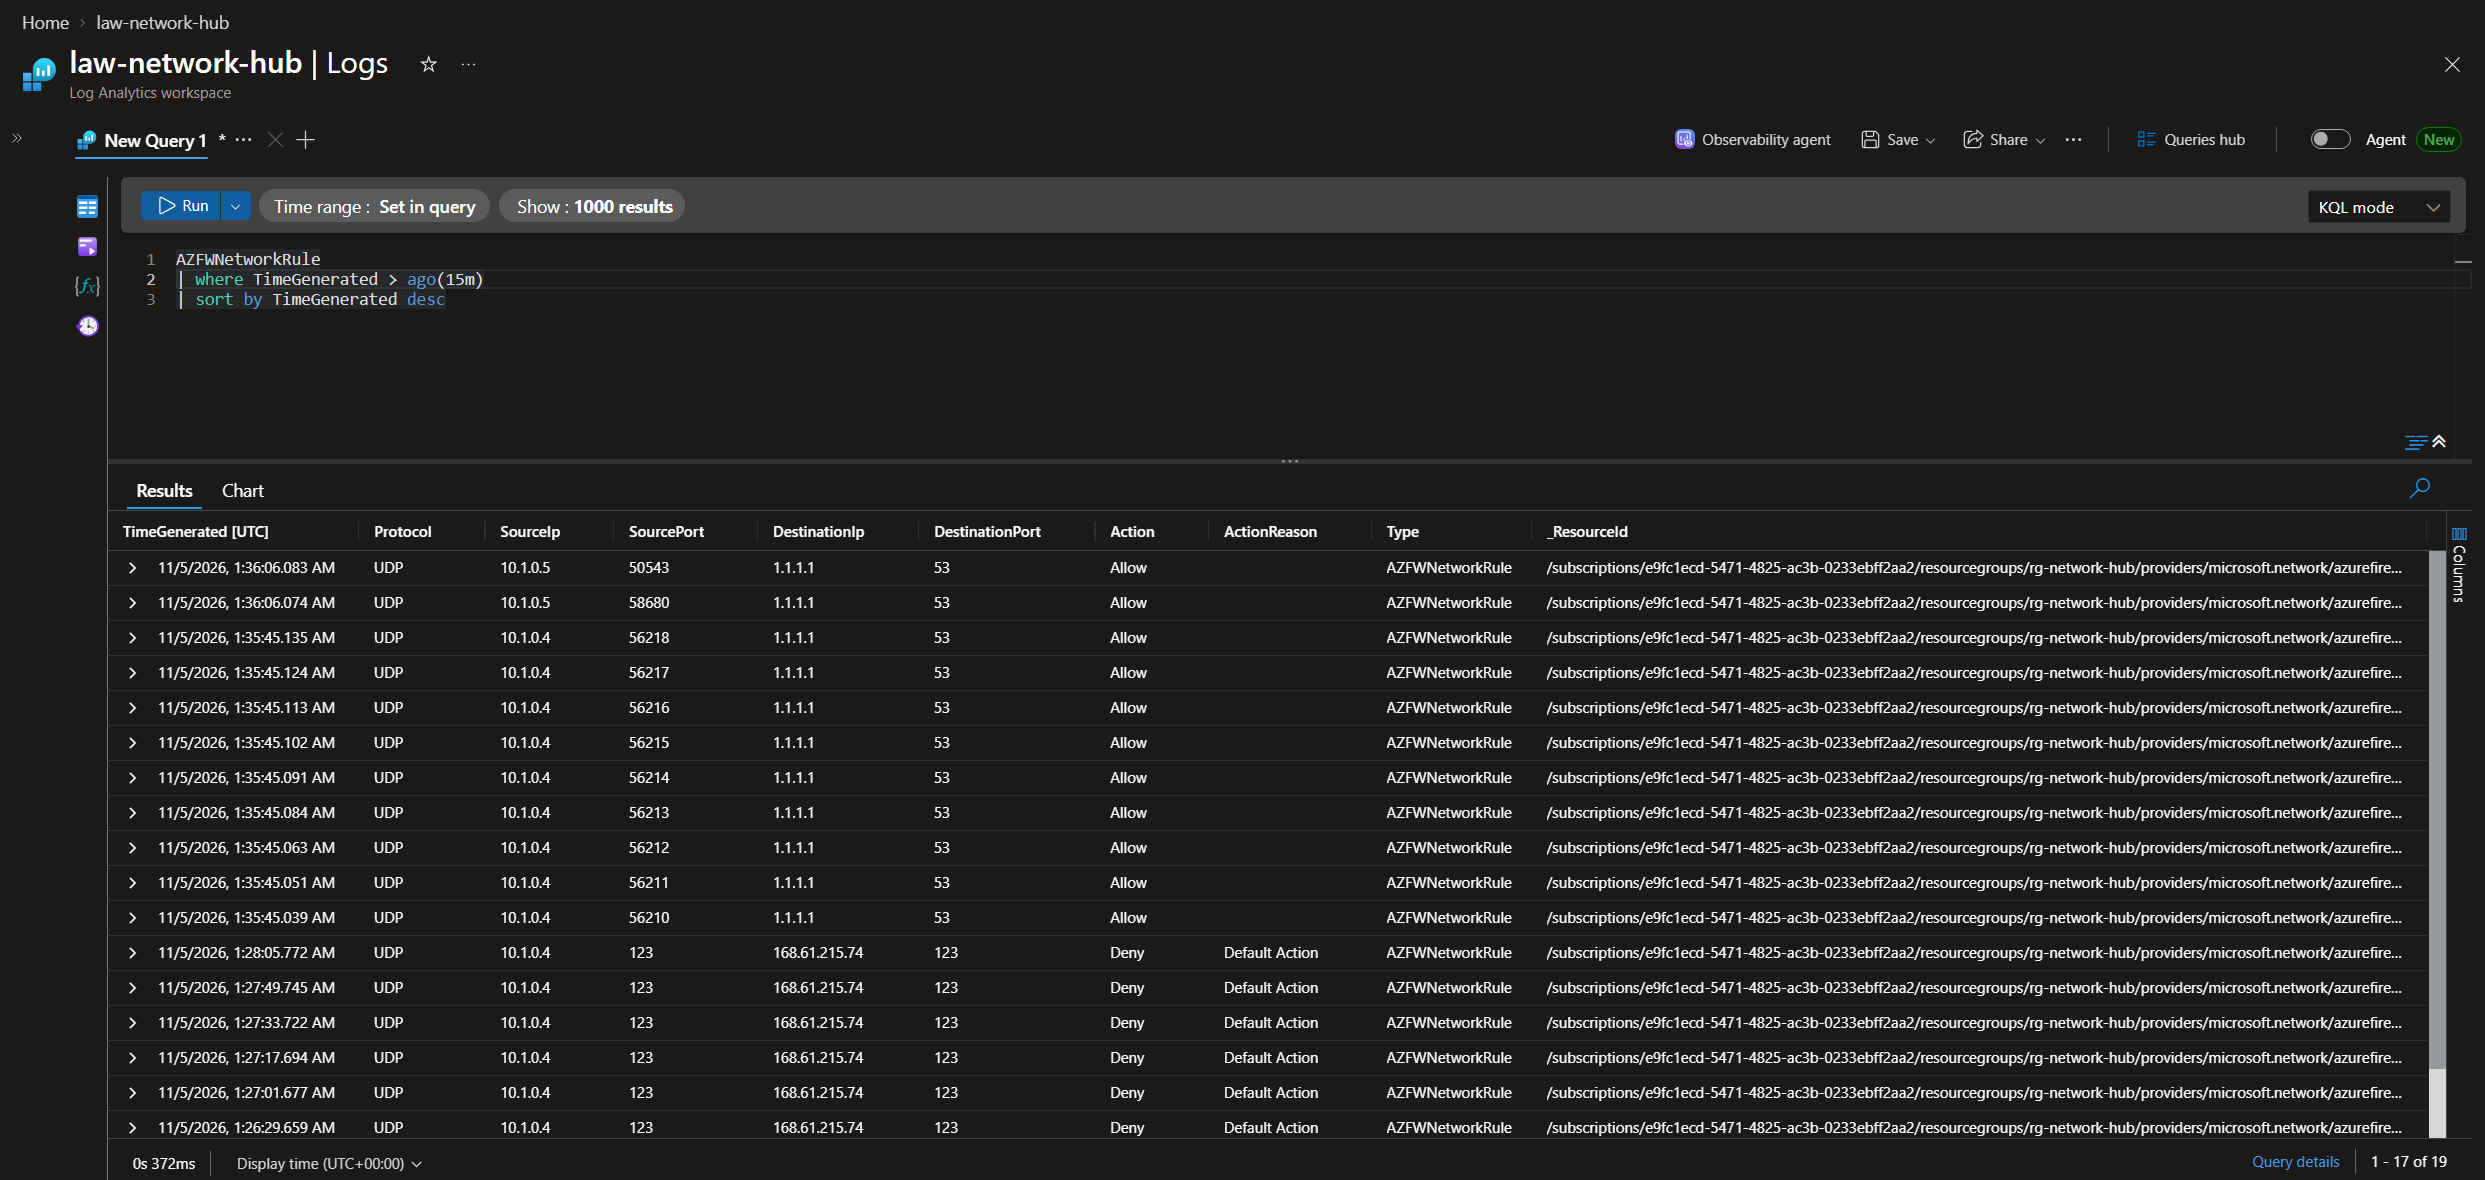 Home > law-network-hub
law-network-hub | Logs
Log Analytics workspace
New Query 1 *
Observability agent Save Share Queries hub Agent New
Run Time range : Set in query Show : 1000 results KQL mode
1 AZFWNetworkRule
2 | where TimeGenerated > ago(15m)
3 | sort by TimeGenerated desc
Results Chart
TimeGenerated [UTC] Protocol SourceIp SourcePort DestinationIp DestinationPort Action ActionReason Type _ResourceId
Columns
11/5/2026, 1:36:06.083 AM UDP 10.1.0.5 50543 1.1.1.1 53 Allow AZFWNetworkRule /subscriptions/e9fc1ecd-5471-4825-ac3b-0233ebff2aa2/resourcegroups/rg-network-hub/providers/microsoft.network/azurefire...
11/5/2026, 1:36:06.074 AM UDP 10.1.0.5 58680 1.1.1.1 53 Allow AZFWNetworkRule /subscriptions/e9fc1ecd-5471-4825-ac3b-0233ebff2aa2/resourcegroups/rg-network-hub/providers/microsoft.network/azurefire...
11/5/2026, 1:35:45.135 AM UDP 10.1.0.4 56218 1.1.1.1 53 Allow AZFWNetworkRule /subscriptions/e9fc1ecd-5471-4825-ac3b-0233ebff2aa2/resourcegroups/rg-network-hub/providers/microsoft.network/azurefire...
11/5/2026, 1:35:45.124 AM UDP 10.1.0.4 56217 1.1.1.1 53 Allow AZFWNetworkRule /subscriptions/e9fc1ecd-5471-4825-ac3b-0233ebff2aa2/resourcegroups/rg-network-hub/providers/microsoft.network/azurefire...
11/5/2026, 1:35:45.113 AM UDP 10.1.0.4 56216 1.1.1.1 53 Allow AZFWNetworkRule /subscriptions/e9fc1ecd-5471-4825-ac3b-0233ebff2aa2/resourcegroups/rg-network-hub/providers/microsoft.network/azurefire...
11/5/2026, 1:35:45.102 AM UDP 10.1.0.4 56215 1.1.1.1 53 Allow AZFWNetworkRule /subscriptions/e9fc1ecd-5471-4825-ac3b-0233ebff2aa2/resourcegroups/rg-network-hub/providers/microsoft.network/azurefire...
11/5/2026, 1:35:45.091 AM UDP 10.1.0.4 56214 1.1.1.1 53 Allow AZFWNetworkRule /subscriptions/e9fc1ecd-5471-4825-ac3b-0233ebff2aa2/resourcegroups/rg-network-hub/providers/microsoft.network/azurefire...
11/5/2026, 1:35:45.084 AM UDP 10.1.0.4 56213 1.1.1.1 53 Allow AZFWNetworkRule /subscriptions/e9fc1ecd-5471-4825-ac3b-0233ebff2aa2/resourcegroups/rg-network-hub/providers/microsoft.network/azurefire...
11/5/2026, 1:35:45.063 AM UDP 10.1.0.4 56212 1.1.1.1 53 Allow AZFWNetworkRule /subscriptions/e9fc1ecd-5471-4825-ac3b-0233ebff2aa2/resourcegroups/rg-network-hub/providers/microsoft.network/azurefire...
11/5/2026, 1:35:45.051 AM UDP 10.1.0.4 56211 1.1.1.1 53 Allow AZFWNetworkRule /subscriptions/e9fc1ecd-5471-4825-ac3b-0233ebff2aa2/resourcegroups/rg-network-hub/providers/microsoft.network/azurefire...
11/5/2026, 1:35:45.039 AM UDP 10.1.0.4 56210 1.1.1.1 53 Allow AZFWNetworkRule /subscriptions/e9fc1ecd-5471-4825-ac3b-0233ebff2aa2/resourcegroups/rg-network-hub/providers/microsoft.network/azurefire...
11/5/2026, 1:28:05.772 AM UDP 10.1.0.4 123 168.61.215.74 123 Deny Default Action AZFWNetworkRule /subscriptions/e9fc1ecd-5471-4825-ac3b-0233ebff2aa2/resourcegroups/rg-network-hub/providers/microsoft.network/azurefire...
11/5/2026, 1:27:49.745 AM UDP 10.1.0.4 123 168.61.215.74 123 Deny Default Action AZFWNetworkRule /subscriptions/e9fc1ecd-5471-4825-ac3b-0233ebff2aa2/resourcegroups/rg-network-hub/providers/microsoft.network/azurefire...
11/5/2026, 1:27:33.722 AM UDP 10.1.0.4 123 168.61.215.74 123 Deny Default Action AZFWNetworkRule /subscriptions/e9fc1ecd-5471-4825-ac3b-0233ebff2aa2/resourcegroups/rg-network-hub/providers/microsoft.network/azurefire...
11/5/2026, 1:27:17.694 AM UDP 10.1.0.4 123 168.61.215.74 123 Deny Default Action AZFWNetworkRule /subscriptions/e9fc1ecd-5471-4825-ac3b-0233ebff2aa2/resourcegroups/rg-network-hub/providers/microsoft.network/azurefire...
11/5/2026, 1:27:01.677 AM UDP 10.1.0.4 123 168.61.215.74 123 Deny Default Action AZFWNetworkRule /subscriptions/e9fc1ecd-5471-4825-ac3b-0233ebff2aa2/resourcegroups/rg-network-hub/providers/microsoft.network/azurefire...
11/5/2026, 1:26:29.659 AM UDP 10.1.0.4 123 168.61.215.74 123 Deny Default Action AZFWNetworkRule /subscriptions/e9fc1ecd-5471-4825-ac3b-0233ebff2aa2/resourcegroups/rg-network-hub/providers/microsoft.network/azurefire...
0s 372ms Display time (UTC+00:00) Query details 1 - 17 of 19